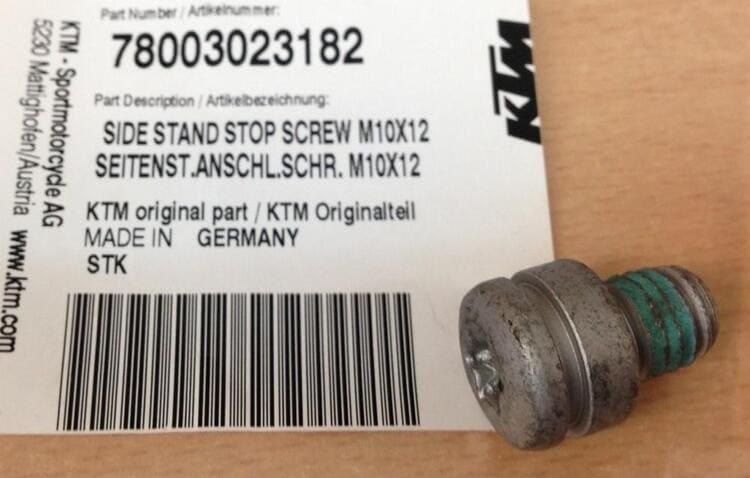 Part Number / Artikelnummer:
78003023182
Part Description / Artikelbezeichnung:
SIDE STAND STOP SCREW M10X12
SEITENST.ANSCHL.SCHR. M10X12
KTM original part / KTM Originalteil
MADE IN GERMANY
STK
KTM - Sportmotorcycle AG
5230 Mattighofen/Austria www.ktm.com
KTM